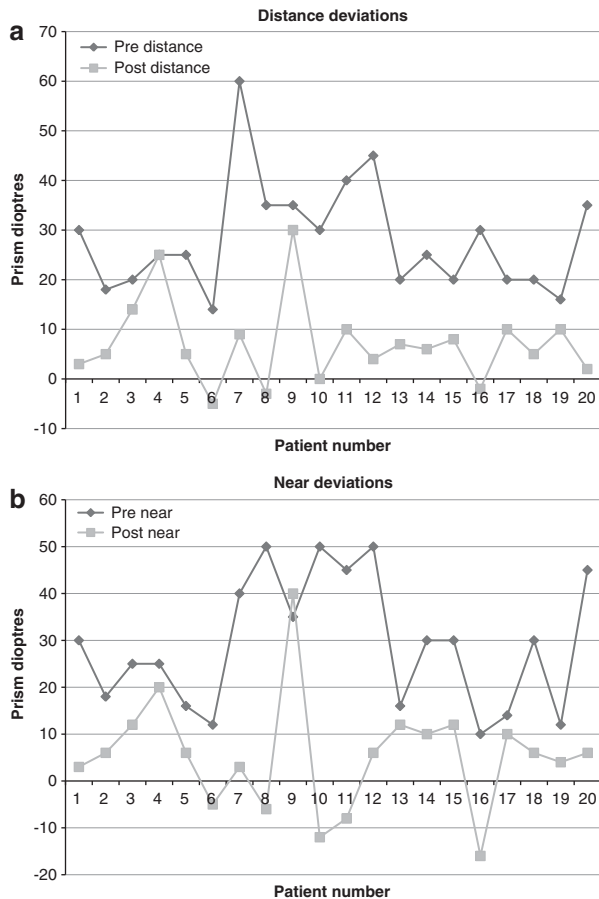 a
Distance deviations
70
Pre distance
Post distance
60
50
40
30
20
10
0
-10
Prism dioptres
1 2 3 4 5 6 7 8 9 10 11 12 13 14 15 16 17 18 19 20
Patient number
b
Near deviations
60
Pre near
Post near
50
40
30
20
10
0
-10
-20
Prism dioptres
1 2 3 4 5 6 7 8 9 10 11 12 13 14 15 16 17 18 19 20
Patient number